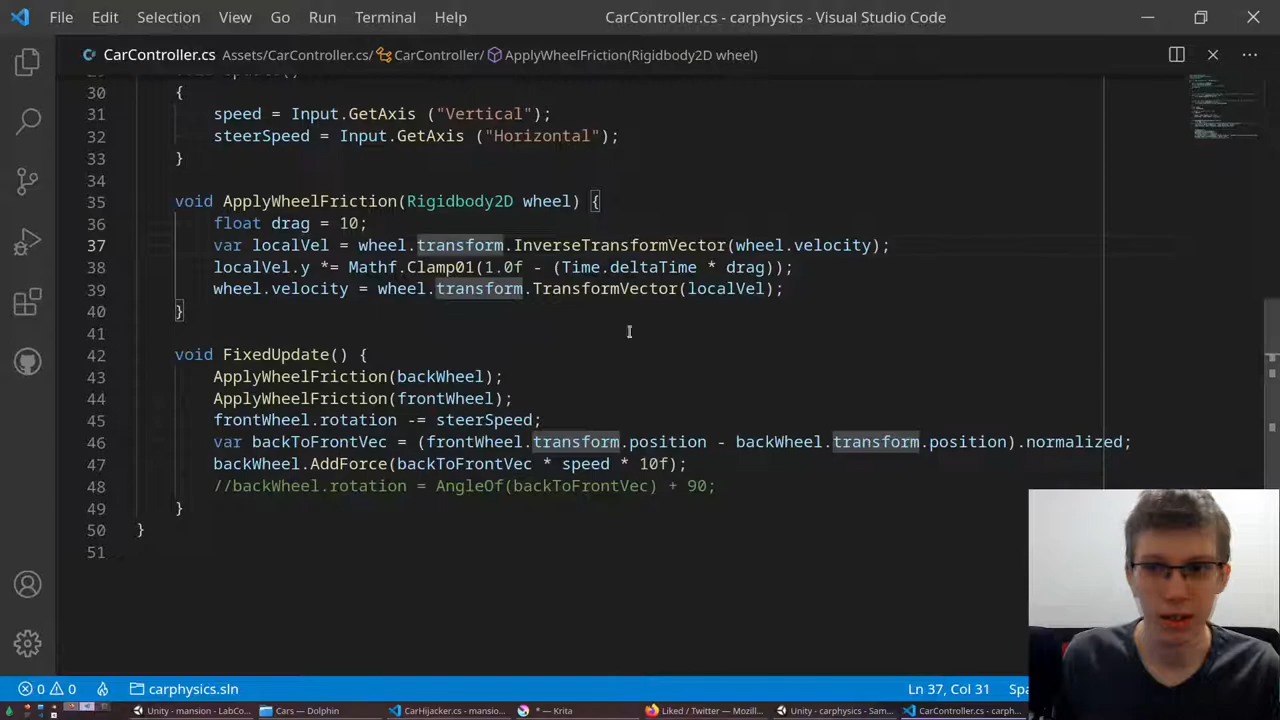 File Edit Selection View Go Run Terminal Help CarController.cs - carphysics - Visual Studio Code
CarController.cs Assets/CarController.cs/ CarController/ ApplyWheelFriction(Rigidbody2D wheel)
30 {
31 speed = Input.GetAxis ("Vertical");
32 steerSpeed = Input.GetAxis ("Horizontal");
33 }
34
35 void ApplyWheelFriction(Rigidbody2D wheel) {
36 float drag = 10;
37 var localVel = wheel.transform.InverseTransformVector(wheel.velocity);
38 localVel.y *= Mathf.Clamp01(1.0f - (Time.deltaTime * drag));
39 wheel.velocity = wheel.transform.TransformVector(localVel);
40 }
41
42 void FixedUpdate() {
43 ApplyWheelFriction(backWheel);
44 ApplyWheelFriction(frontWheel);
45 frontWheel.rotation -= steerSpeed;
46 var backToFrontVec = (frontWheel.transform.position - backWheel.transform.position).normalized;
47 backWheel.AddForce(backToFrontVec * speed * 10f);
48 //backWheel.rotation = AngleOf(backToFrontVec) + 90;
49 }
50 }
51
0 0 carphysics.sln Ln 37, Col 31 Spa
Unity - mansion - LabCo... Cars — Dolphin CarHijacker.cs - mansio... * — Krita Liked / Twitter — Mozill... Unity - carphysics - Sam... CarController.cs - carph...